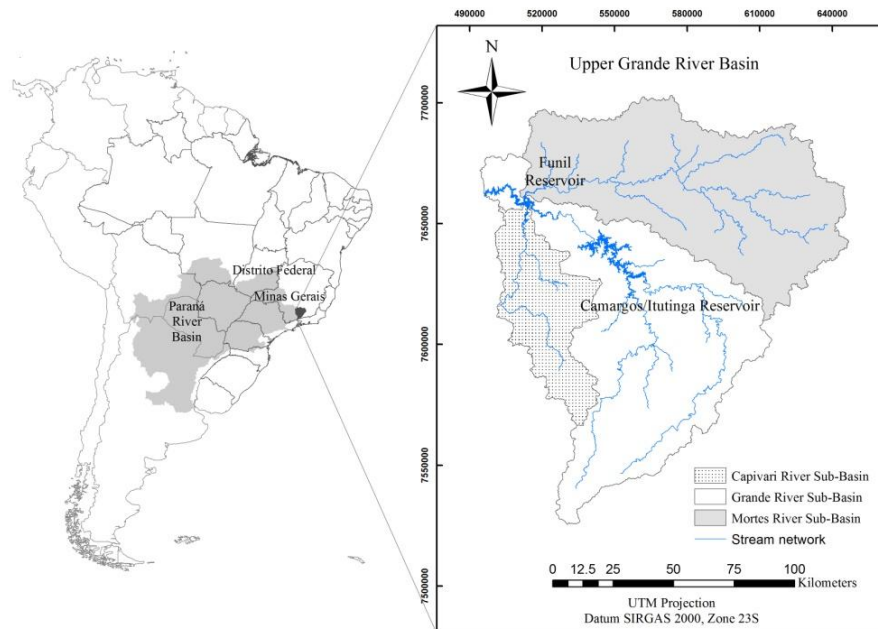 490000 520000 550000 580000 610000 640000
N
Upper Grande River Basin
7700000
7650000
7600000
7550000
7500000
Funil
Reservoir
Camargos/Itutinga Reservoir
Distrito Federal
Minas Gerais
Paraná
River
Basin
Capivari River Sub-Basin
Grande River Sub-Basin
Mortes River Sub-Basin
Stream network
0 12.5 25 50 75 100
Kilometers
UTM Projection
Datum SIRGAS 2000, Zone 23S